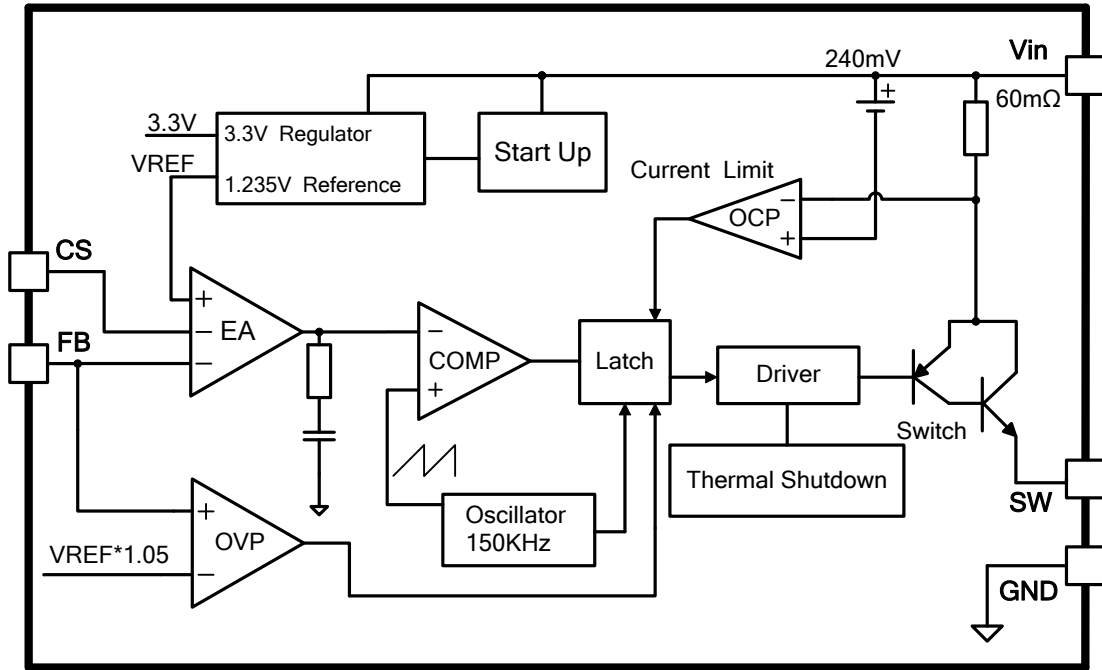 240mV
Vin
+
60mΩ
3.3V
3.3V Regulator
Start Up
VREF
1.235V Reference
Current Limit
−
OCP
+
CS
+
−
EA
FB
−
−
COMP
+
Latch
Driver
Switch
Thermal Shutdown
SW
Oscillator
150KHz
+
OVP
VREF*1.05
−
GND